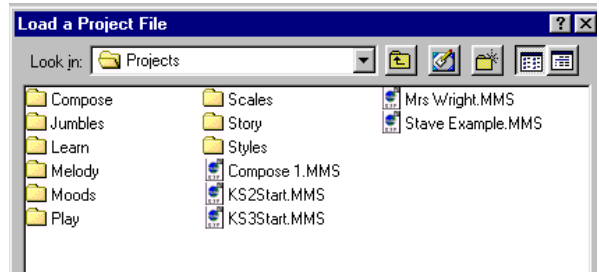 Load a Project File
Look in: Projects
Compose
Jumbles
Learn
Melody
Moods
Play
Scales
Story
Styles
Compose 1.MMS
KS2Start.MMS
KS3Start.MMS
Mrs Wright.MMS
Stave Example.MMS